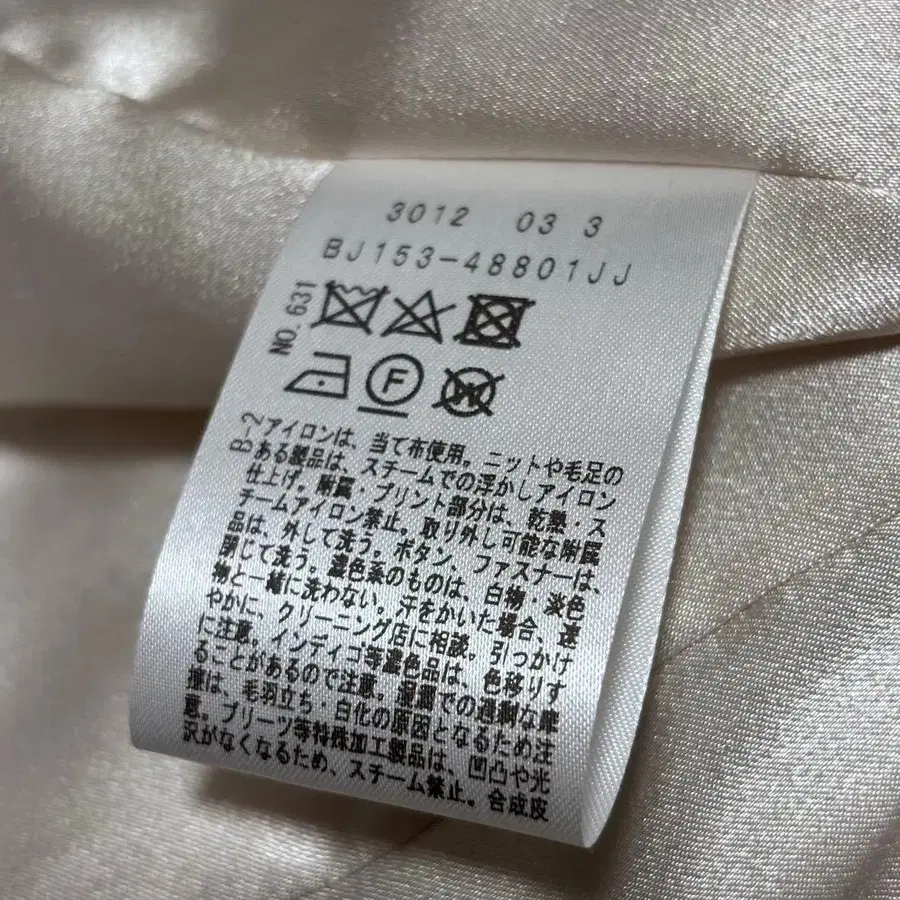 3012 03 3
BJ153-48801JJ
NO.631
F
W
B-2
アイロンは、当て布使用。ニットや毛足の
ある製品は、スチームでの浮かしアイロン
仕上げ。附属・プリント部分は、乾熱・ス
チームアイロン禁止。取り外し可能な附属
品は、外して洗う。ボタン、ファスナーは、
閉じて洗う。濃色系のものは、白物・淡色
物と一緒に洗わない。汗をかいた場合、速
やかに、クリーニング店に相談。引っかけ
に注意。インディゴ等濃色品は、色移りす
ることがあるので注意。湿潤での過剰な摩
擦は、毛羽立ち・白化の原因となるため注
意。プリーツ等特殊加工製品は、凹凸や光
沢がなくなるため、スチーム禁止。合成皮